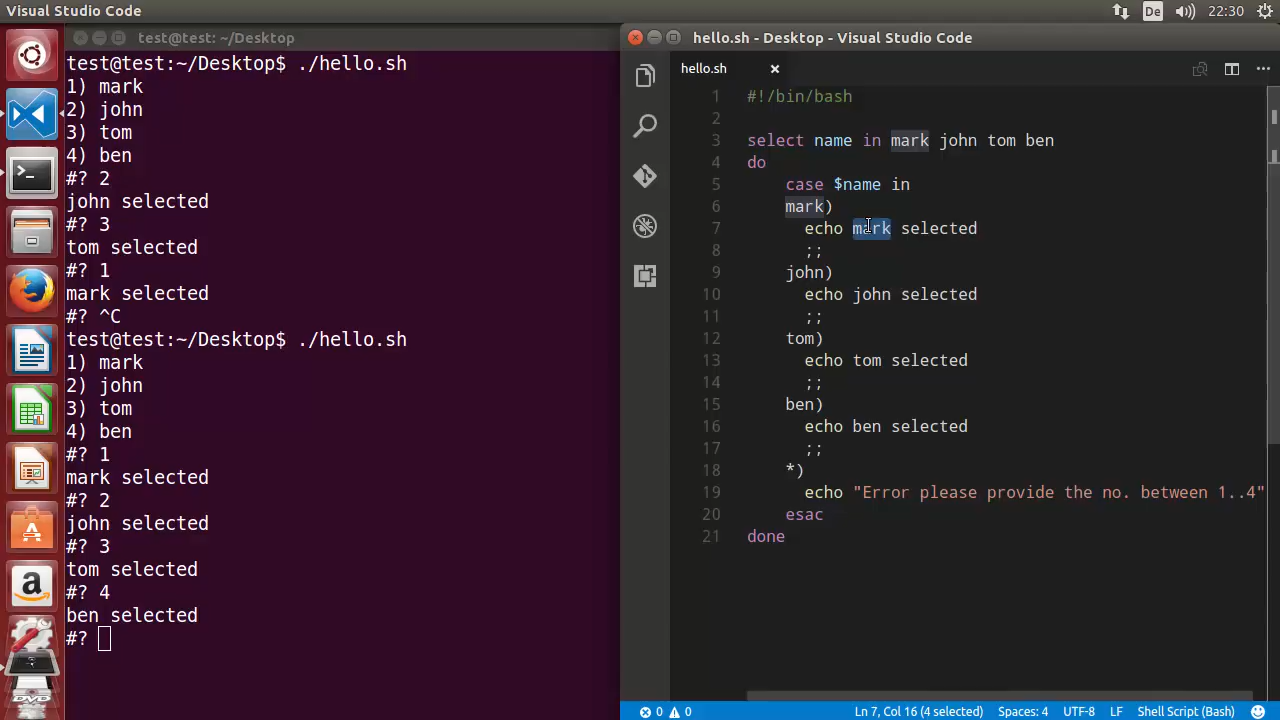 Visual Studio Code
De
22:30
test@test: ~/Desktop
test@test:~/Desktop$ ./hello.sh
1) mark
2) john
3) tom
4) ben
#? 2
john selected
#? 3
tom selected
#? 1
mark selected
#? ^C
test@test:~/Desktop$ ./hello.sh
1) mark
2) john
3) tom
4) ben
#? 1
mark selected
#? 2
john selected
#? 3
tom selected
#? 4
ben selected
#?
hello.sh - Desktop - Visual Studio Code
hello.sh
1 #!/bin/bash
2
3 select name in mark john tom ben
4 do
5 case $name in
6 mark)
7 echo mark selected
8 ;;
9 john)
10 echo john selected
11 ;;
12 tom)
13 echo tom selected
14 ;;
15 ben)
16 echo ben selected
17 ;;
18 *)
19 echo "Error please provide the no. between 1..4"
20 esac
21 done
0 0 Ln 7, Col 16 (4 selected) Spaces: 4 UTF-8 LF Shell Script (Bash)